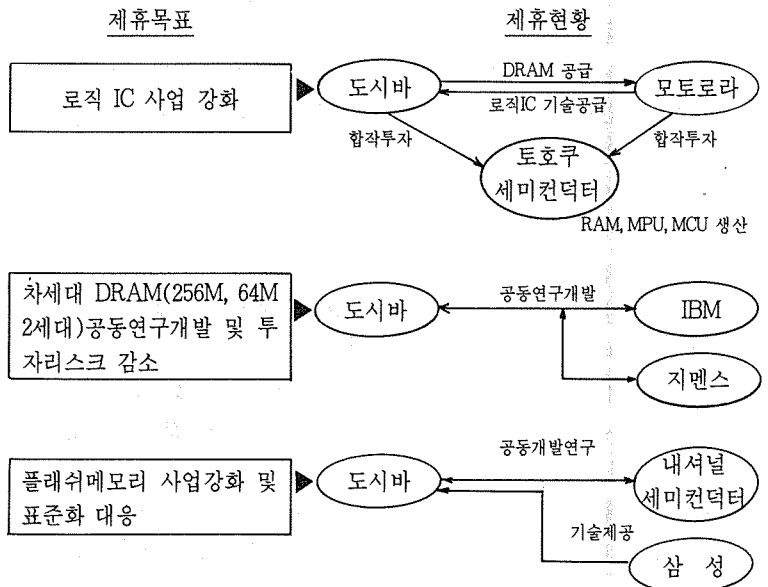 제휴목표
제휴현황
로직 IC 사업 강화
도시바
DRAM 공급
로직IC 기술공급
모토로라
합작투자
합작투자
토호쿠
세미컨덕터
RAM, MPU, MCU 생산
차세대 DRAM(256M, 64M
2세대)공동연구개발 및 투
자리스크 감소
도시바
공동연구개발
IBM
지멘스
플래쉬메모리 사업강화 및
표준화 대응
도시바
공동개발연구
내셔널
세미컨덕터
기술제공
삼 성